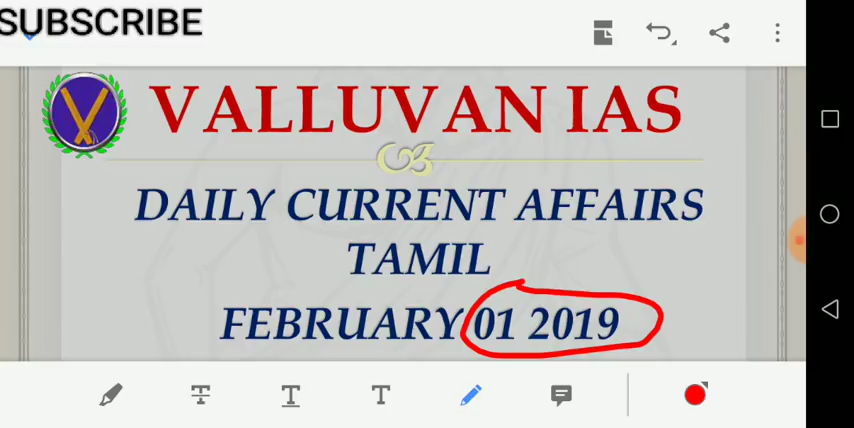 SUBSCRIBE
VALLUVAN IAS
DAILY CURRENT AFFAIRS
TAMIL
FEBRUARY 01 2019